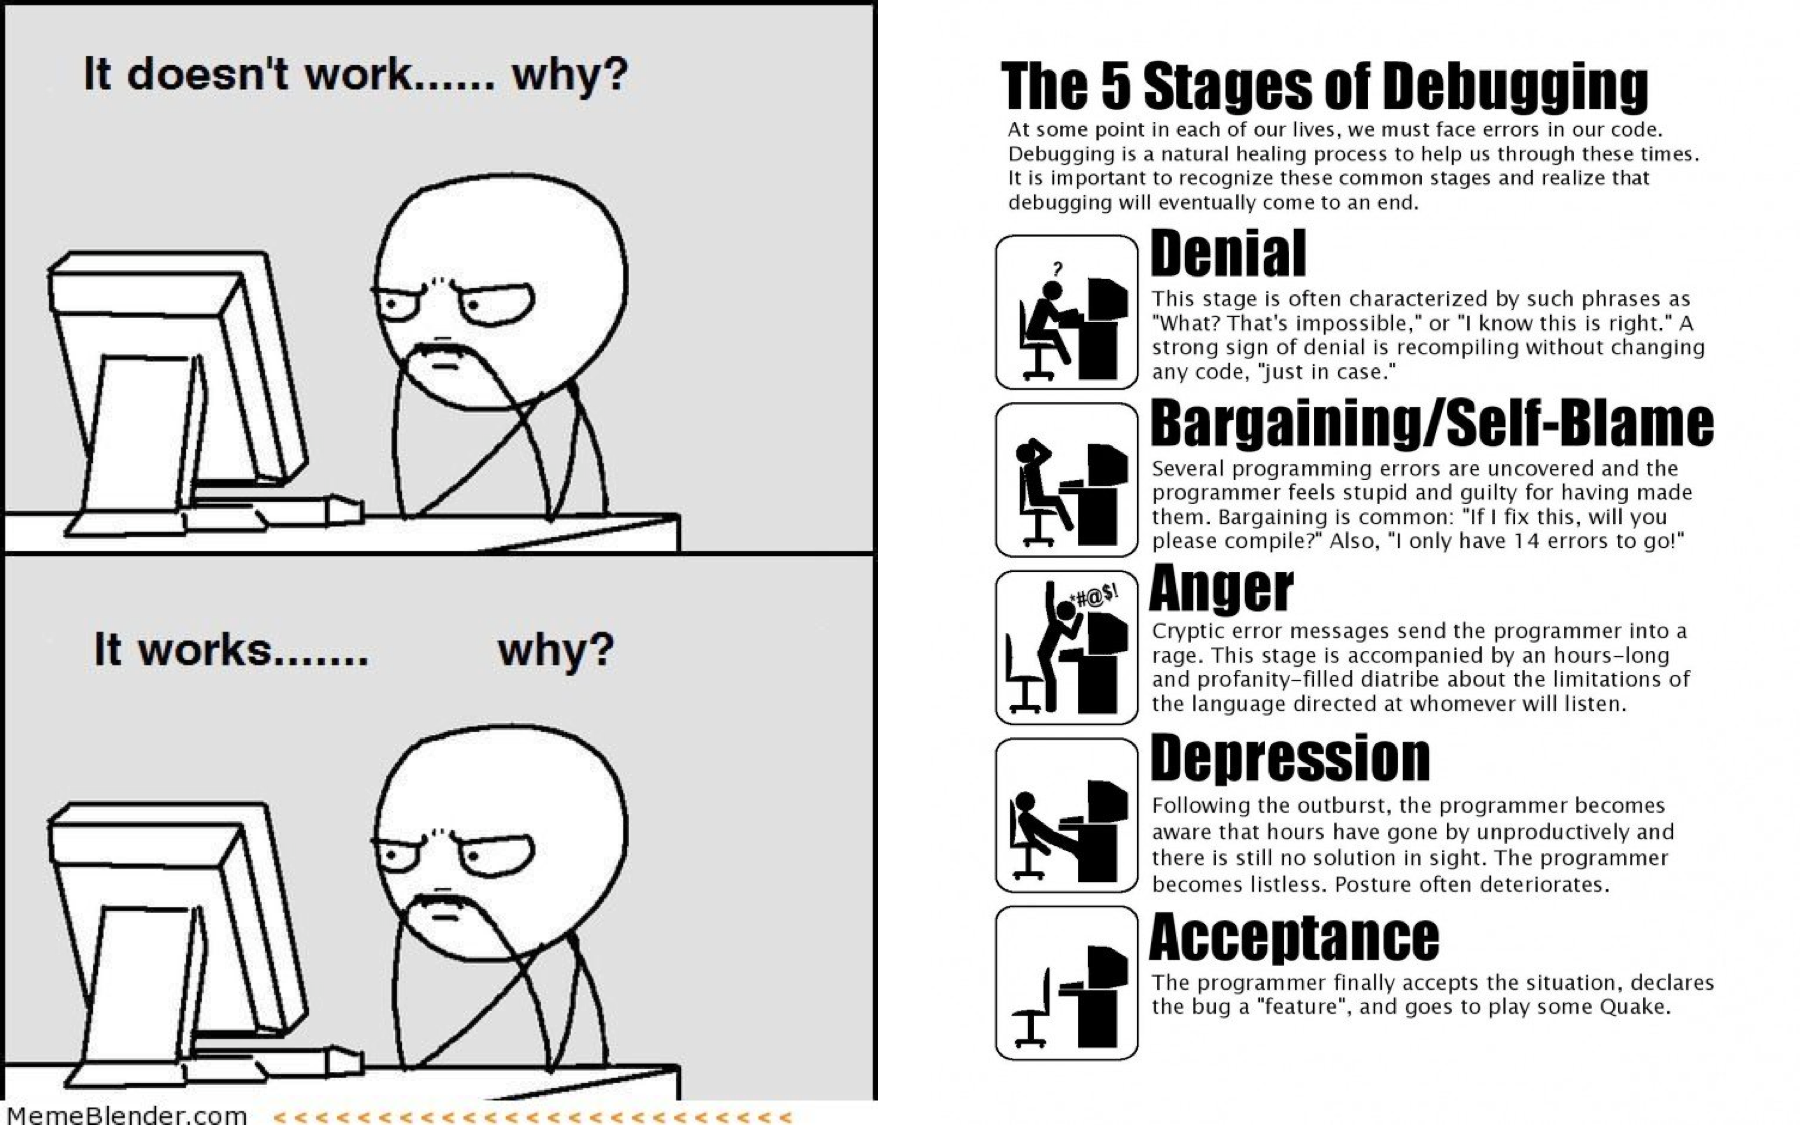 It doesn't work...... why?
It works....... why?
MemeBlender.com < < < < < < < < < < < < < < < < < < < < < < < < <
The 5 Stages of Debugging
At some point in each of our lives, we must face errors in our code.
Debugging is a natural healing process to help us through these times.
It is important to recognize these common stages and realize that
debugging will eventually come to an end.
?
Denial
This stage is often characterized by such phrases as
"What? That's impossible," or "I know this is right." A
strong sign of denial is recompiling without changing
any code, "just in case."
Bargaining/Self-Blame
Several programming errors are uncovered and the
programmer feels stupid and guilty for having made
them. Bargaining is common: "If I fix this, will you
please compile?" Also, "I only have 14 errors to go!"
*#@$!
Anger
Cryptic error messages send the programmer into a
rage. This stage is accompanied by an hours-long
and profanity-filled diatribe about the limitations of
the language directed at whomever will listen.
Depression
Following the outburst, the programmer becomes
aware that hours have gone by unproductively and
there is still no solution in sight. The programmer
becomes listless. Posture often deteriorates.
Acceptance
The programmer finally accepts the situation, declares
the bug a "feature", and goes to play some Quake.